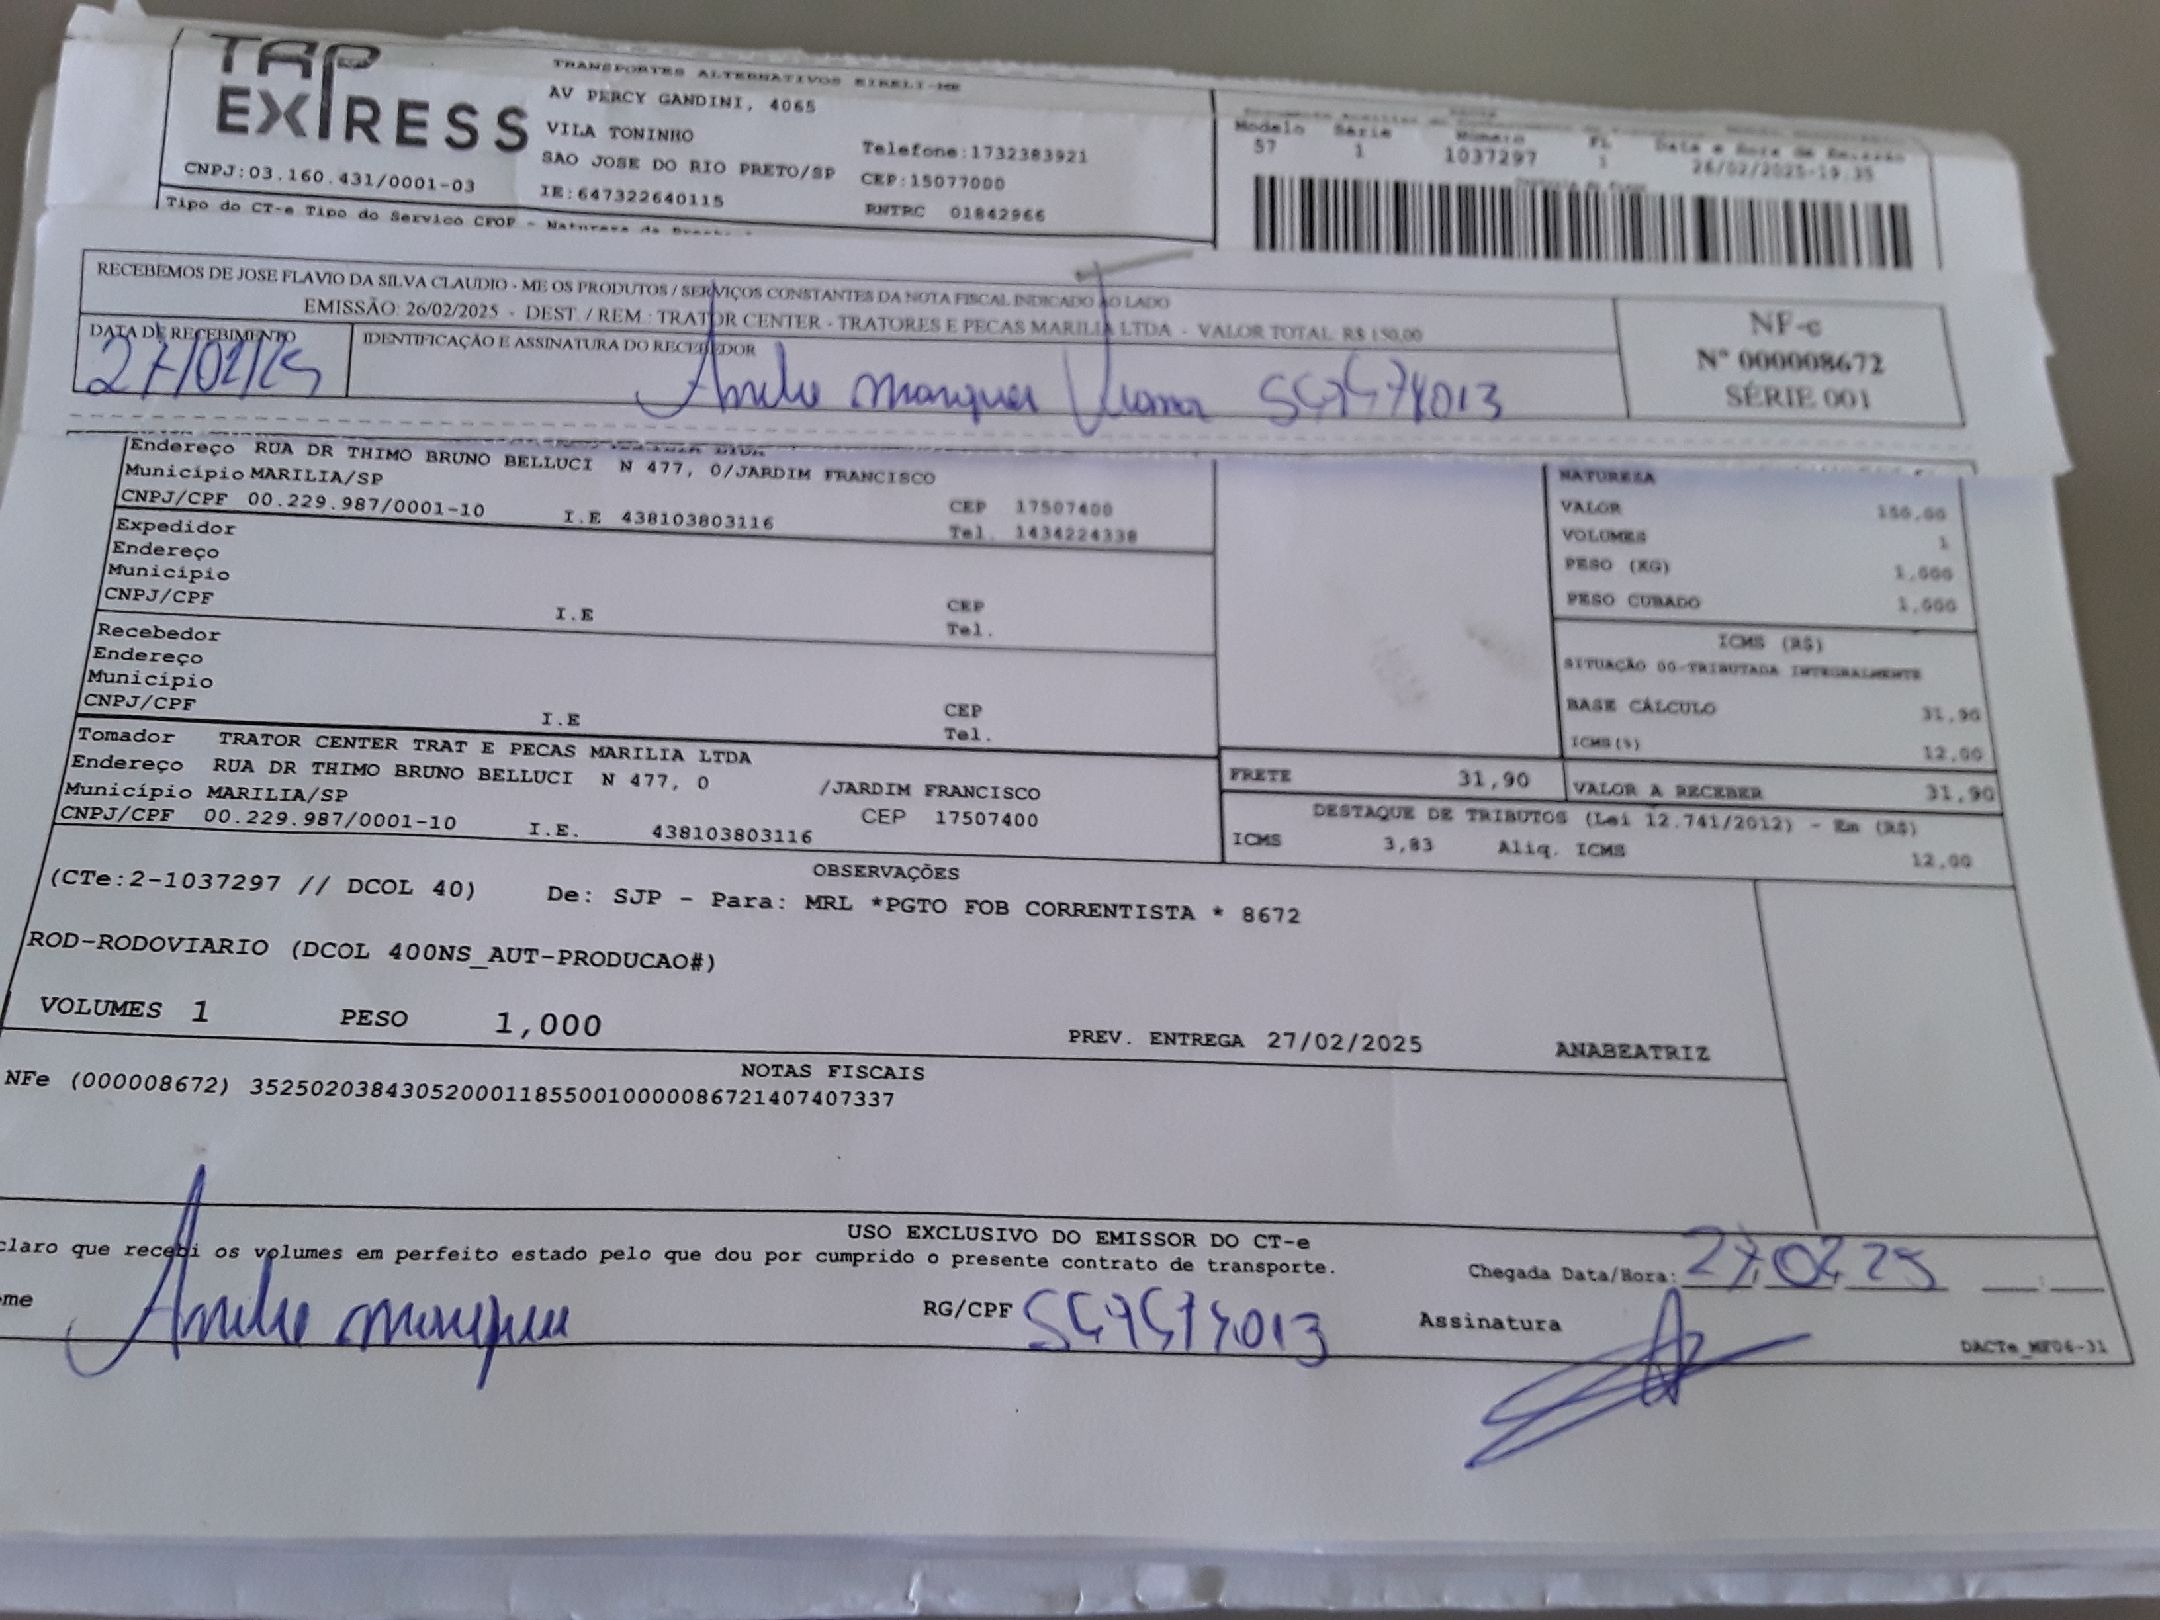 TRP
EXPRESS
TRANSPORTES ALTERNATIVOS EIRELI-ME
AV PERCY GANDINI, 4065
VILA TONINHO
SAO JOSE DO RIO PRETO/SP
CNPJ:03.160.431/0001-03
IE:647322640115
Telefone:1732383921
CEP:15077000
RNTRC 01842966
Modelo Série Número FL Data e Hora de Emissão
57 1 1037297 1 26/02/2025-19.35
Tipo do CT-e Tipo do Servico CFOP - Natureza da
RECEBEMOS DE JOSE FLAVIO DA SILVA CLAUDIO - ME OS PRODUTOS / SERVIÇOS CONSTANTES DA NOTA FISCAL INDICADO AO LADO
EMISSÃO: 26/02/2025 - DEST. / REM.: TRATOR CENTER - TRATORES E PECAS MARILIA LTDA - VALOR TOTAL: R$ 150,00
DATA DE RECEBIMENTO
27/02/25
IDENTIFICAÇÃO E ASSINATURA DO RECEBEDOR
NF-e
Nº 000008672
SÉRIE 001
Endereço RUA DR THIMO BRUNO BELLUCI N 477, 0/JARDIM FRANCISCO
Município MARILIA/SP
CNPJ/CPF 00.229.987/0001-10 I.E 438103803116
CEP 17507400
Tel. 1434224338
Expedidor
Endereço
Município
CNPJ/CPF I.E CEP
Tel.
Recebedor
Endereço
Município
CNPJ/CPF I.E CEP
Tel.
Tomador TRATOR CENTER TRAT E PECAS MARILIA LTDA
Endereço RUA DR THIMO BRUNO BELLUCI N 477, 0 /JARDIM FRANCISCO
Município MARILIA/SP CEP 17507400
CNPJ/CPF 00.229.987/0001-10 I.E. 438103803116
NATUREZA
VALOR 150,00
VOLUMES 1
PESO (KG) 1,000
PESO CUBADO 1,000
ICMS (R$)
SITUAÇÃO 00-TRIBUTADA INTEGRALMENTE
BASE CÁLCULO 31,90
ICMS(%) 12,00
FRETE 31,90 VALOR A RECEBER 31,90
DESTAQUE DE TRIBUTOS (Lei 12.741/2012) - Em (R$)
ICMS 3,83 Aliq. ICMS 12,00
OBSERVAÇÕES
(CTe:2-1037297 // DCOL 40) De: SJP - Para: MRL *PGTO FOB CORRENTISTA * 8672
ROD-RODOVIARIO (DCOL 400NS_AUT-PRODUCAO#)
VOLUMES 1 PESO 1,000 PREV. ENTREGA 27/02/2025 ANABEATRIZ
NOTAS FISCAIS
NFe (000008672) 35250203843052000118550010000086721407407337
USO EXCLUSIVO DO EMISSOR DO CT-e
claro que recebi os volumes em perfeito estado pelo que dou por cumprido o presente contrato de transporte.
Chegada Data/Hora: 27 02 25
me RG/CPF Assinatura
DACTe_MF06-31